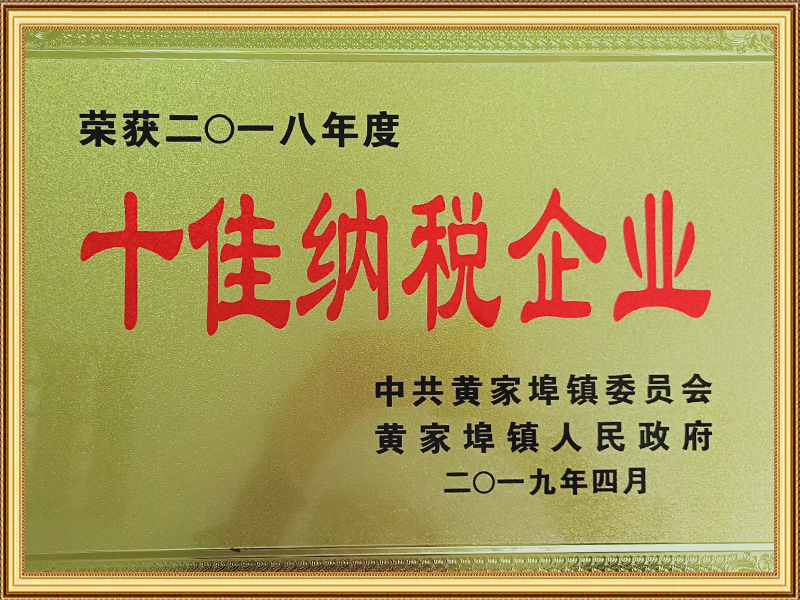 荣获二〇一八年度
十佳纳税企业
中共黄家埠镇委员会
黄家埠镇人民政府
二〇一九年四月